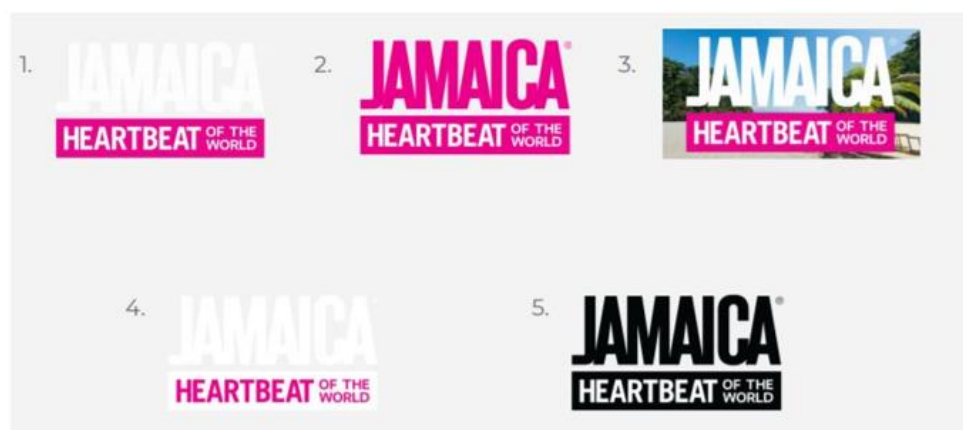 1.
JAMAICA
HEARTBEAT OF THE WORLD
2.
JAMAICA®
HEARTBEAT OF THE WORLD
3.
JAMAICA®
HEARTBEAT OF THE WORLD
4.
JAMAICA
HEARTBEAT OF THE WORLD
5.
JAMAICA®
HEARTBEAT OF THE WORLD